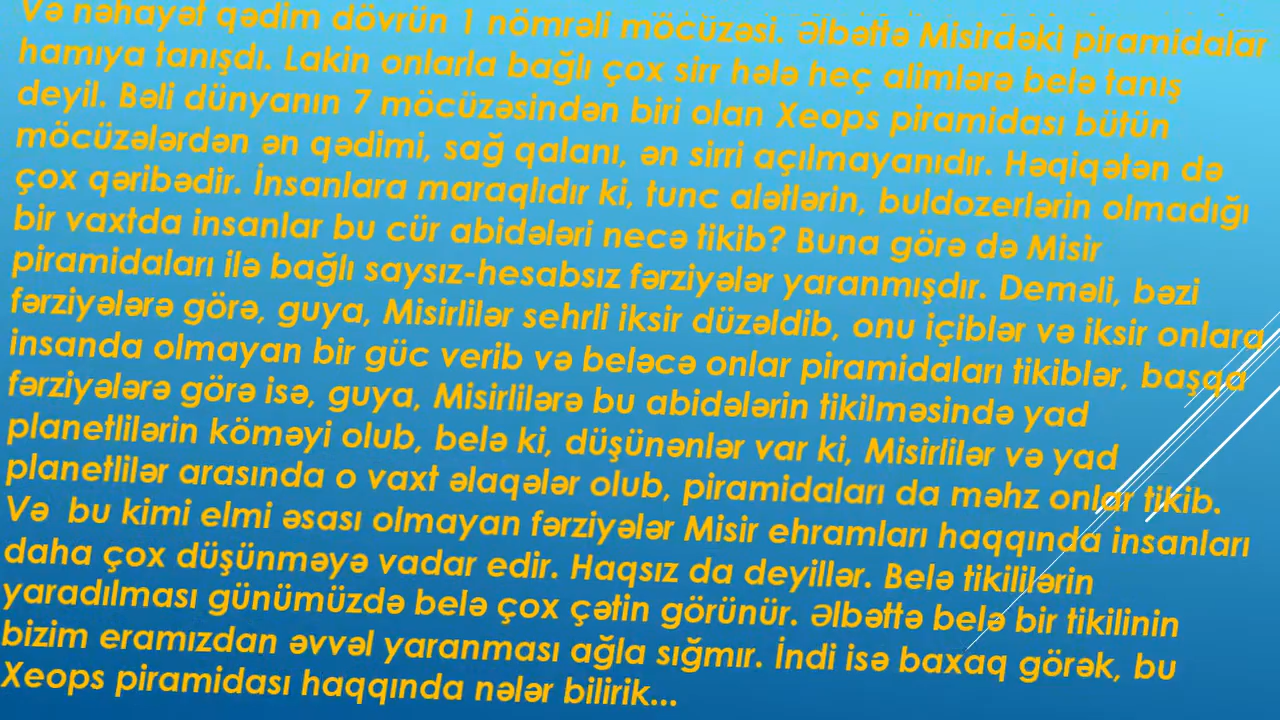 Və nəhayət qədim dövrün 1 nömrəli möcüzəsi. Əlbəttə Misirdəki piramidalar
hamıya tanışdı. Lakin onlarla bağlı çox sirr hələ heç alimlərə belə tanış
deyil. Bəli dünyanın 7 möcüzəsindən biri olan Xeops piramidası bütün
möcüzələrdən ən qədimi, sağ qalanı, ən sirri açılmayanıdır. Həqiqətən də
çox qəribədir. İnsanlara maraqlıdır ki, tunc alətlərin, buldozerlərin olmadığı
bir vaxtda insanlar bu cür abidələri necə tikib? Buna görə də Misir
piramidaları ilə bağlı saysız-hesabsız fərziyələr yaranmışdır. Deməli, bəzi
fərziyələrə görə, guya, Misirlilər sehrli iksir düzəldib, onu içiblər və iksir onlara
insanda olmayan bir güc verib və beləcə onlar piramidaları tikiblər, başqa
fərziyələrə görə isə, guya, Misirlilərə bu abidələrin tikilməsində yad
planetlilərin köməyi olub, belə ki, düşünənlər var ki, Misirlilər və yad
planetlilər arasında o vaxt əlaqələr olub, piramidaları da məhz onlar tikib.
Və bu kimi elmi əsası olmayan fərziyələr Misir ehramları haqqında insanları
daha çox düşünməyə vadar edir. Haqsız da deyillər. Belə tikililərin
yaradılması günümüzdə belə çox çətin görünür. Əlbəttə belə bir tikilinin
bizim eramızdan əvvəl yaranması ağla sığmır. İndi isə baxaq görək, bu
Xeops piramidası haqqında nələr bilirik...